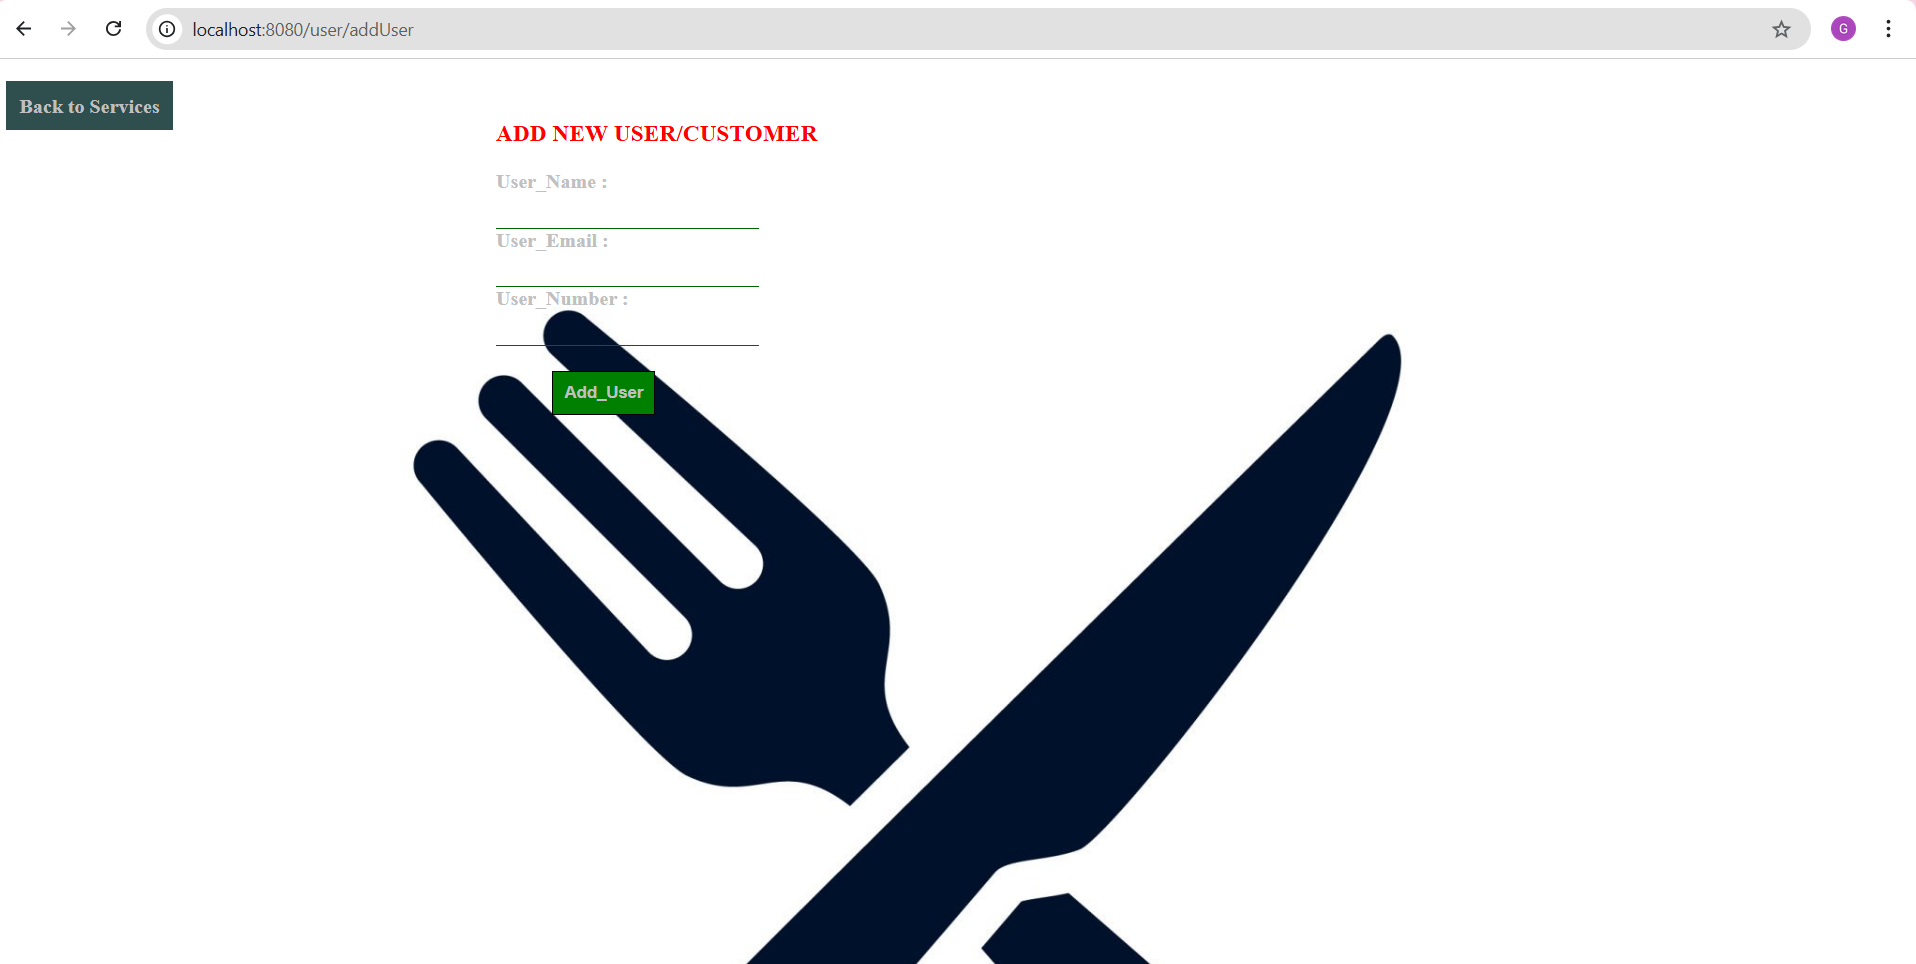 localhost:8080/user/addUser
G
Back to Services
ADD NEW USER/CUSTOMER
User_Name :
User_Email :
User_Number :
Add_User